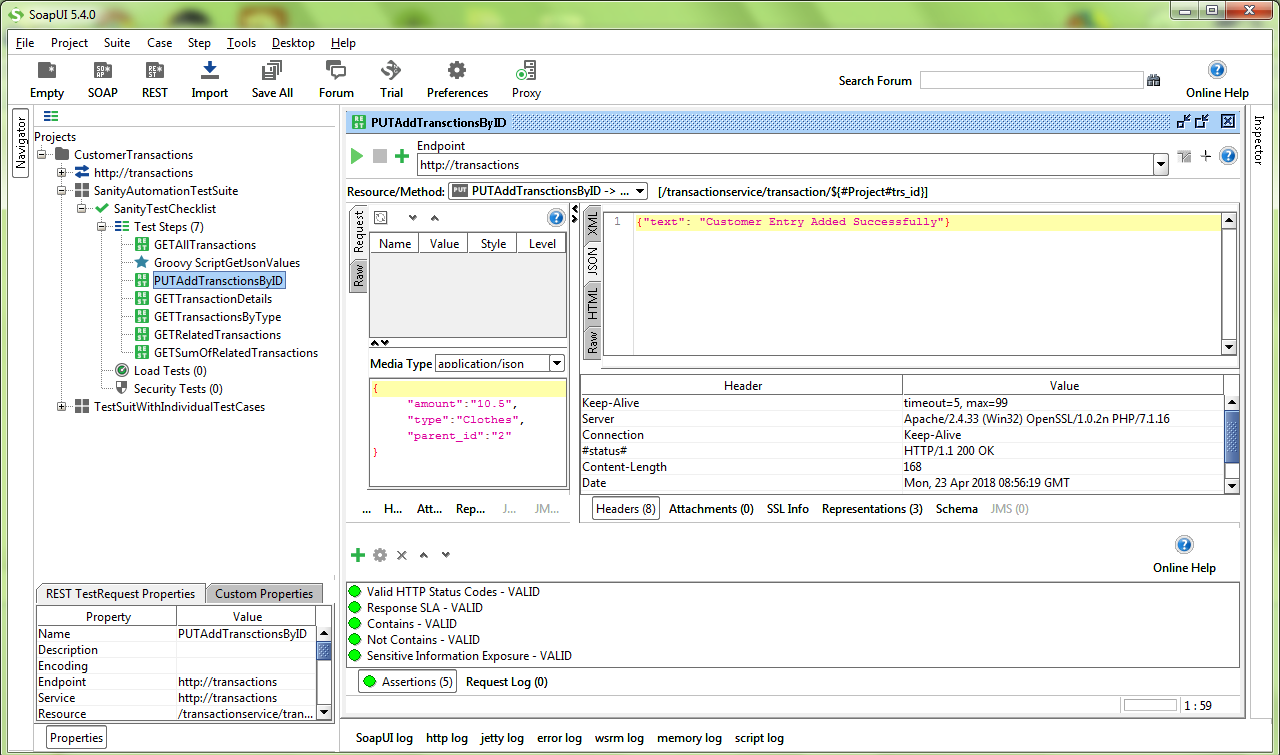 SoapUI 5.4.0
File Project Suite Case Step Tools Desktop Help
Empty SOAP REST Import Save All Forum Trial Preferences Proxy
Search Forum
Online Help
Navigator
Projects
CustomerTransactions
http://transactions
SanityAutomationTestSuite
SanityTestChecklist
Test Steps (7)
GETAllTransactions
Groovy ScriptGetJsonValues
PUTAddTransctionsByID
GETTransactionDetails
GETTransactionsByType
GETRelatedTransactions
GETSumOfRelatedTransactions
Load Tests (0)
Security Tests (0)
TestSuitWithIndividualTestCases
REST TestRequest Properties Custom Properties
Property Value
Name PUTAddTransctionsByID
Description
Encoding
Endpoint http://transactions
Service http://transactions
Resource /transactionservice/tran...
Properties
PUTAddTransctionsByID
Endpoint
http://transactions
Resource/Method: PUT PUTAddTransctionsByID -> ... [/transactionservice/transaction/${#Project#trs_id}]
Request
Raw
Name Value Style Level
Media Type application/json
{
"amount":"10.5",
"type":"Clothes",
"parent_id":"2"
}
... H... Att... Rep... J... JM...
XML
JSON
HTML
Raw
1 {"text": "Customer Entry Added Successfully"}
Header Value
Keep-Alive timeout=5, max=99
Server Apache/2.4.33 (Win32) OpenSSL/1.0.2n PHP/7.1.16
Connection Keep-Alive
#status# HTTP/1.1 200 OK
Content-Length 168
Date Mon, 23 Apr 2018 08:56:19 GMT
Headers (8) Attachments (0) SSL Info Representations (3) Schema JMS (0)
Online Help
Valid HTTP Status Codes - VALID
Response SLA - VALID
Contains - VALID
Not Contains - VALID
Sensitive Information Exposure - VALID
Assertions (5) Request Log (0)
1 : 59
SoapUI log http log jetty log error log wsrm log memory log script log
Inspector